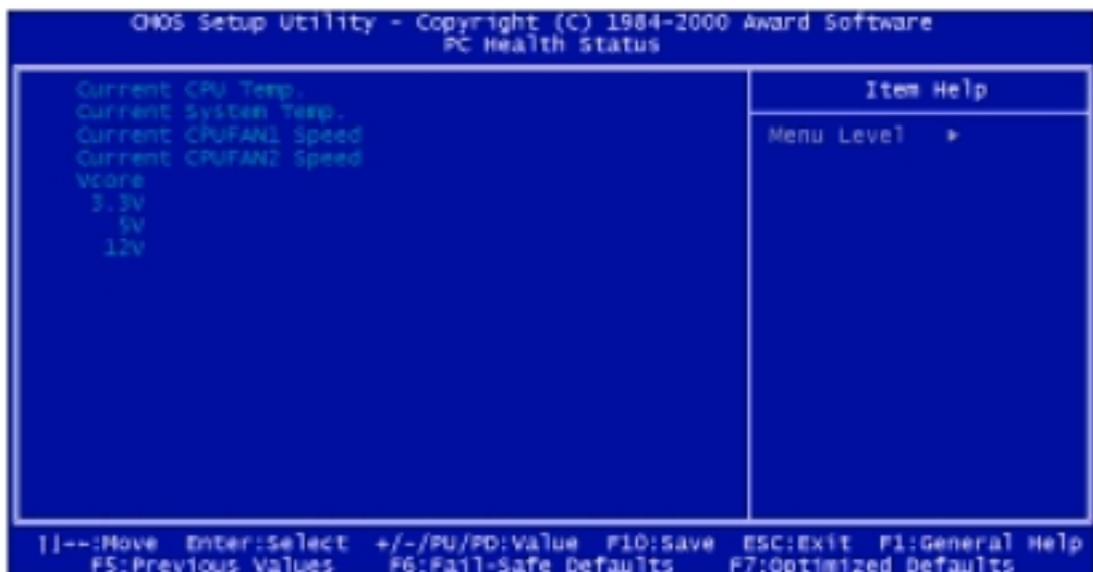 CMOS Setup Utility - Copyright (C) 1984-2000 Award Software
PC Health Status
Current CPU Temp.
Current System Temp.
Current CPUFAN1 Speed
Current CPUFAN2 Speed
Vcore
3.3V
5V
12V
Item Help
Menu Level ►
↑↓→←:Move Enter:Select +/-/PU/PD:Value F10:Save ESC:Exit F1:General Help
F5:Previous Values F6:Fail-Safe Defaults F7:Optimized Defaults